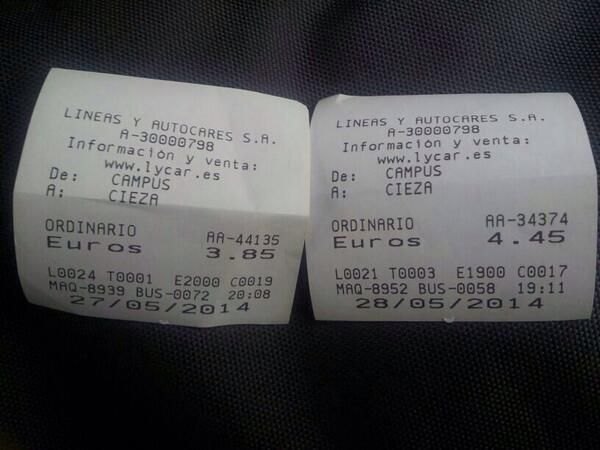 LINEAS Y AUTOCARES S.A.
A-30000798
Información y venta:
www.lycar.es
De: CAMPUS
A: CIEZA
ORDINARIO AA-44135
Euros 3.85
L0024 T0001 E2000 C0019
MAQ-8939 BUS-0072 20:08
27/05/2014
LINEAS Y AUTOCARES S.A.
A-30000798
Información y venta:
www.lycar.es
De: CAMPUS
A: CIEZA
ORDINARIO AA-34374
Euros 4.45
L0021 T0003 E1900 C0017
MAQ-8952 BUS-0058 19:11
28/05/2014